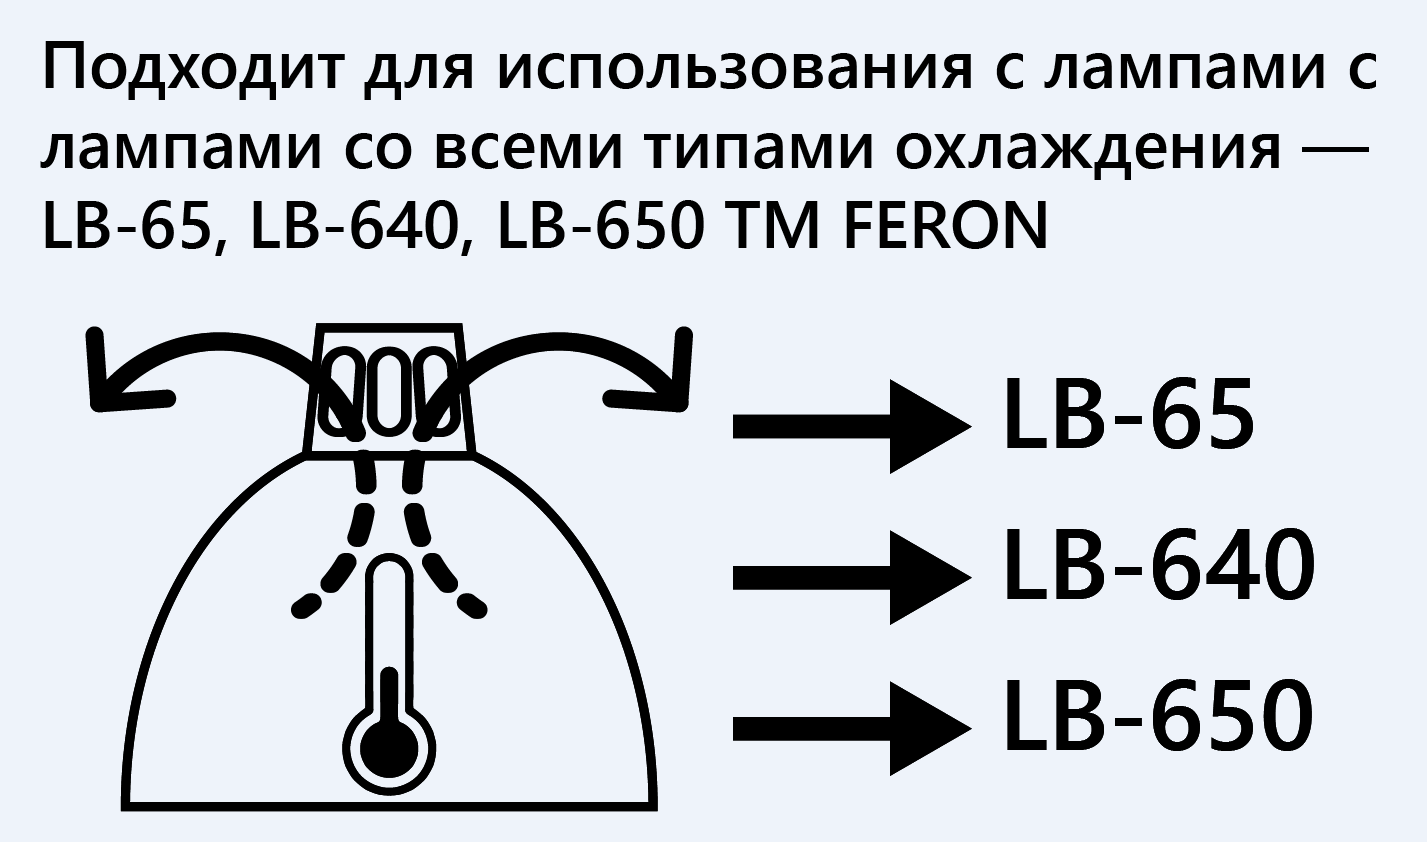 Подходит для использования с лампами с
лампами со всеми типами охлаждения —
LB-65, LB-640, LB-650 TM FERON
LB-65
LB-640
LB-650